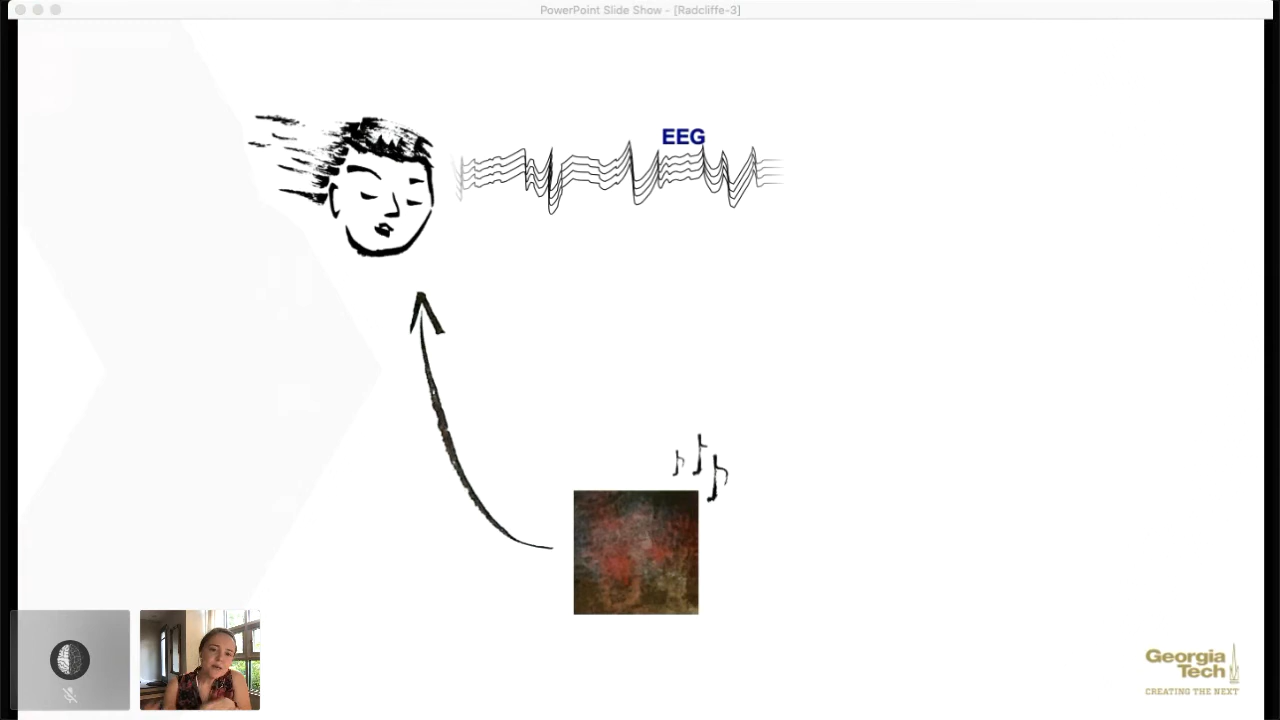 PowerPoint Slide Show - [Radcliffe-3]
EEG
Georgia
Tech
CREATING THE NEXT